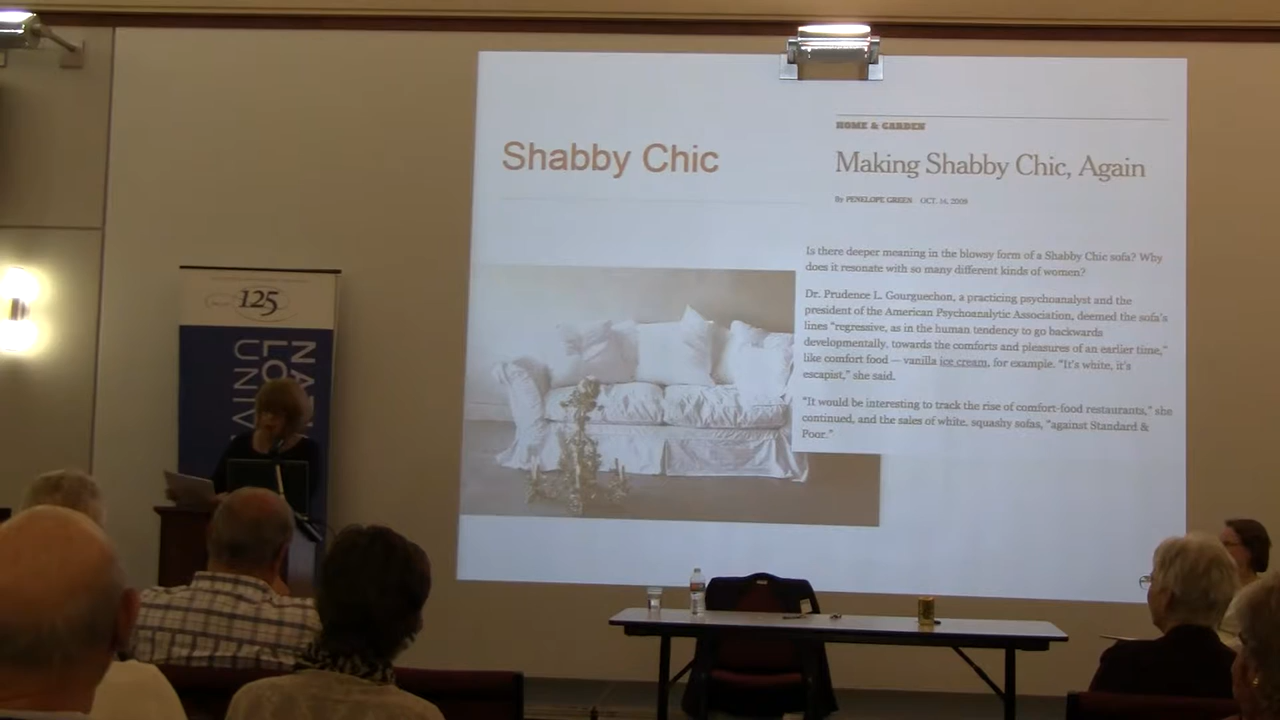 Shabby Chic
HOME & GARDEN
Making Shabby Chic, Again
By PENELOPE GREEN OCT. 16, 2008
Is there deeper meaning in the blowsy form of a Shabby Chic sofa? Why
does it resonate with so many different kinds of women?
Dr. Prudence L. Gourguechon, a practicing psychoanalyst and the
president of the American Psychoanalytic Association, deemed the sofa's
lines “regressive, as in the human tendency to go backwards
developmentally, towards the comforts and pleasures of an earlier time,”
like comfort food — vanilla ice cream, for example. “It's white, it's
escapist,” she said.
“It would be interesting to track the rise of comfort-food restaurants,” she
continued, and the sales of white, squashy sofas, “against Standard &
Poor.”
125
NAT
LO
UNIV